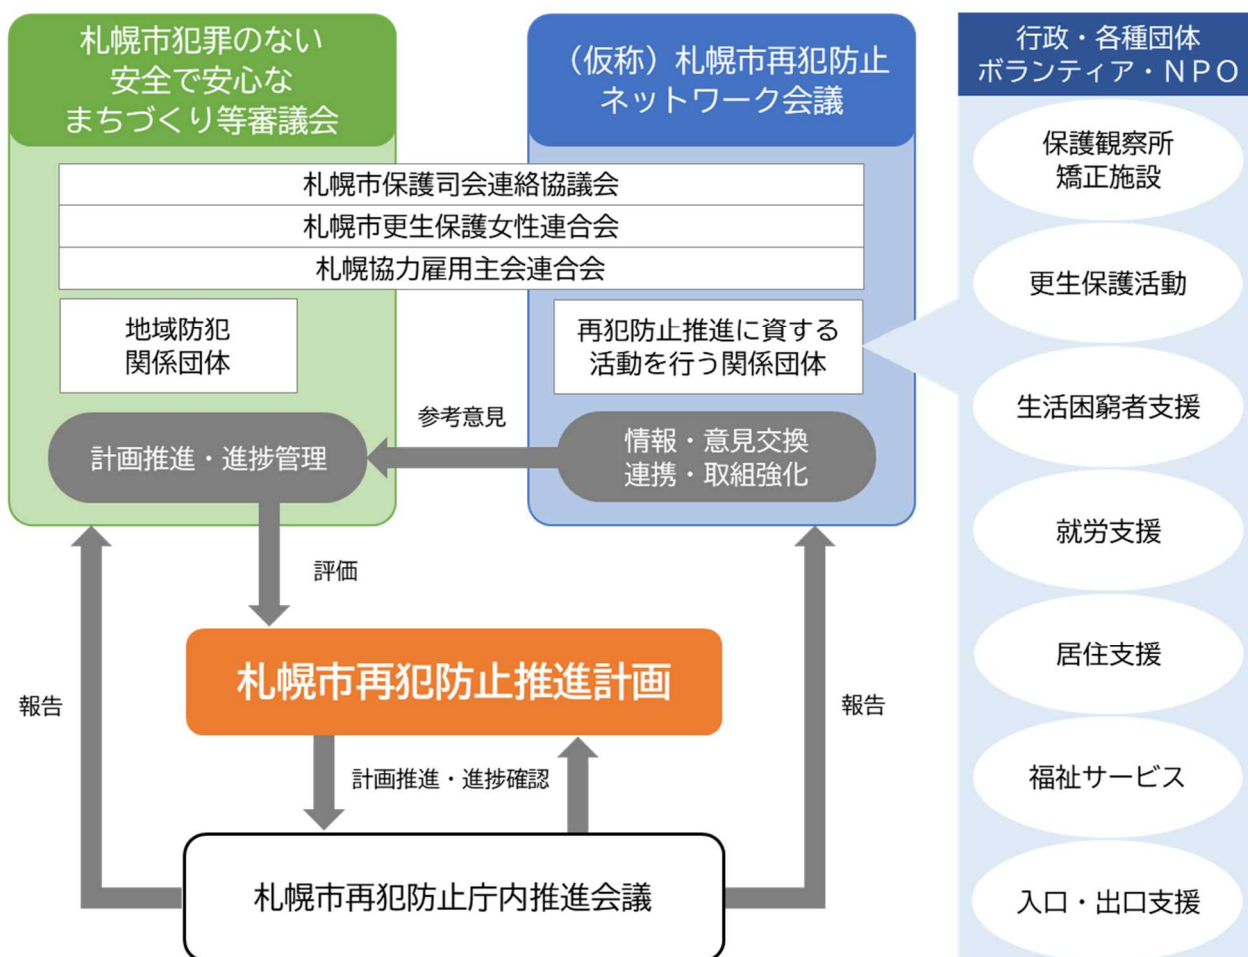 札幌市犯罪のない
安全で安心な
まちづくり等審議会
（仮称）札幌市再犯防止
ネットワーク会議
札幌市保護司会連絡協議会
札幌市更生保護女性連合会
札幌協力雇用主会連合会
地域防犯
関係団体
再犯防止推進に資する
活動を行う関係団体
計画推進・進捗管理
参考意見
情報・意見交換
連携・取組強化
評価
札幌市再犯防止推進計画
報告
報告
計画推進・進捗確認
札幌市再犯防止庁内推進会議
行政・各種団体
ボランティア・ＮＰＯ
保護観察所
矯正施設
更生保護活動
生活困窮者支援
就労支援
居住支援
福祉サービス
入口・出口支援